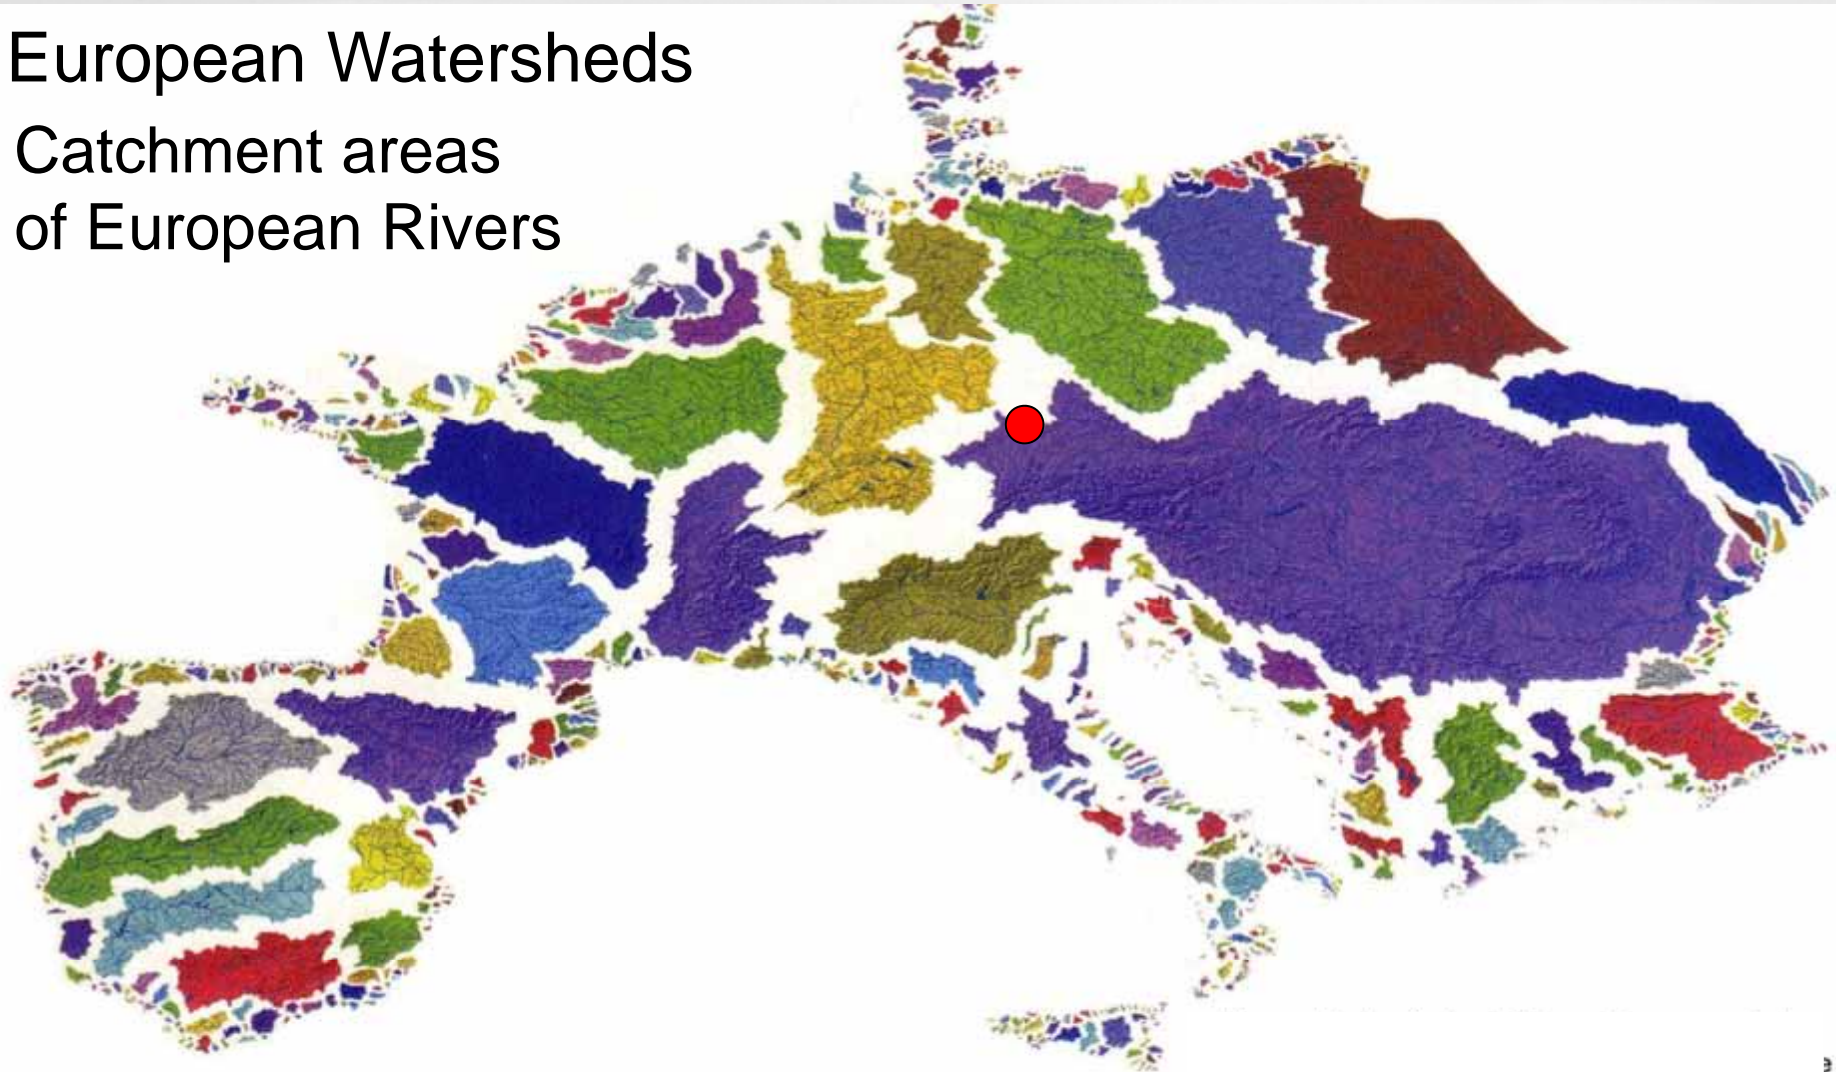 European Watersheds
Catchment areas
of European Rivers